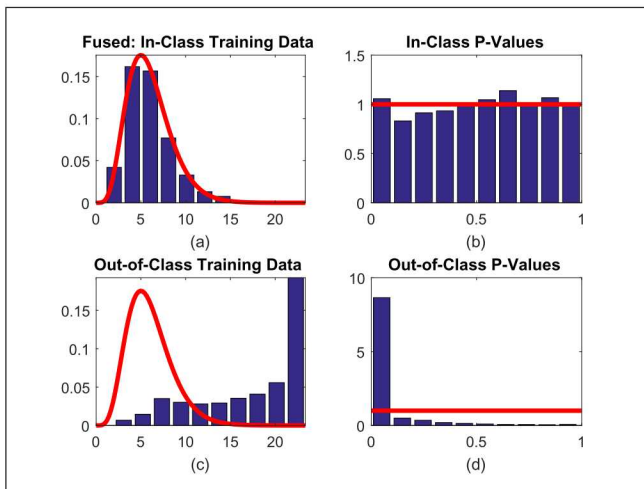 Fused: In-Class Training Data
0.15
0.1
0.05
0
0 5 10 15 20
(a)
In-Class P-Values
1.5
1
0.5
0
0 0.5 1
(b)
Out-of-Class Training Data
0.15
0.1
0.05
0
0 5 10 15 20
(c)
Out-of-Class P-Values
10
5
0
0 0.5 1
(d)